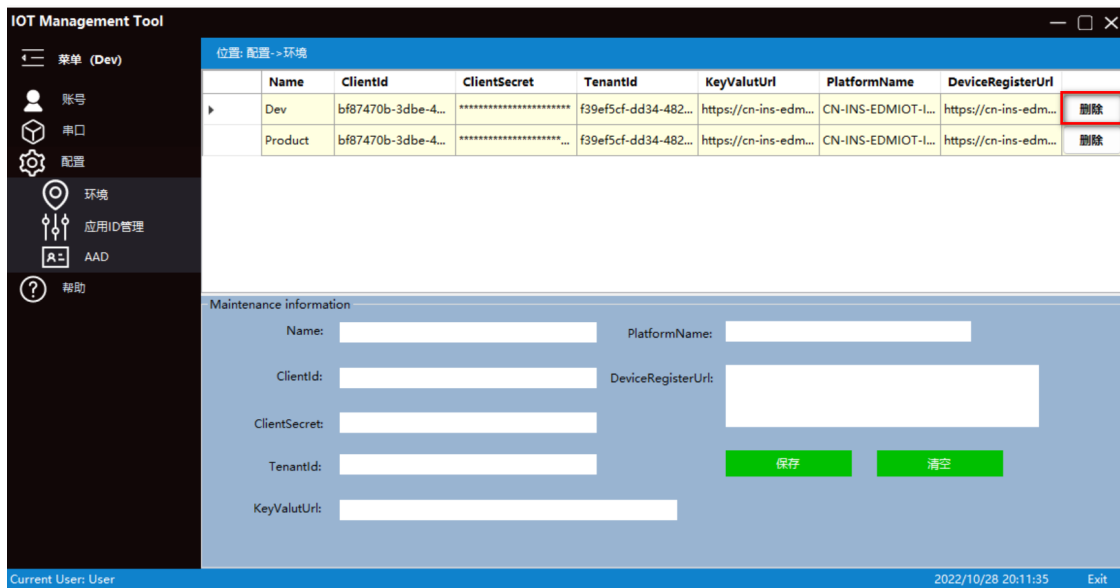 IOT Management Tool
菜单 (Dev)
位置: 配置->环境
账号
串口
配置
环境
应用ID管理
AAD
帮助
Name ClientId ClientSecret TenantId KeyValutUrl PlatformName DeviceRegisterUrl
Dev bf87470b-3dbe-4... ********************** f39ef5cf-dd34-482... https://cn-ins-edm... CN-INS-EDMIOT-I... https://cn-ins-edm... 删除
Product bf87470b-3dbe-4... ********************... f39ef5cf-dd34-482... https://cn-ins-edm... CN-INS-EDMIOT-I... https://cn-ins-edm... 删除
Maintenance information
Name: PlatformName:
ClientId: DeviceRegisterUrl:
ClientSecret:
TenantId: 保存 清空
KeyValutUrl:
Current User: User 2022/10/28 20:11:35 Exit